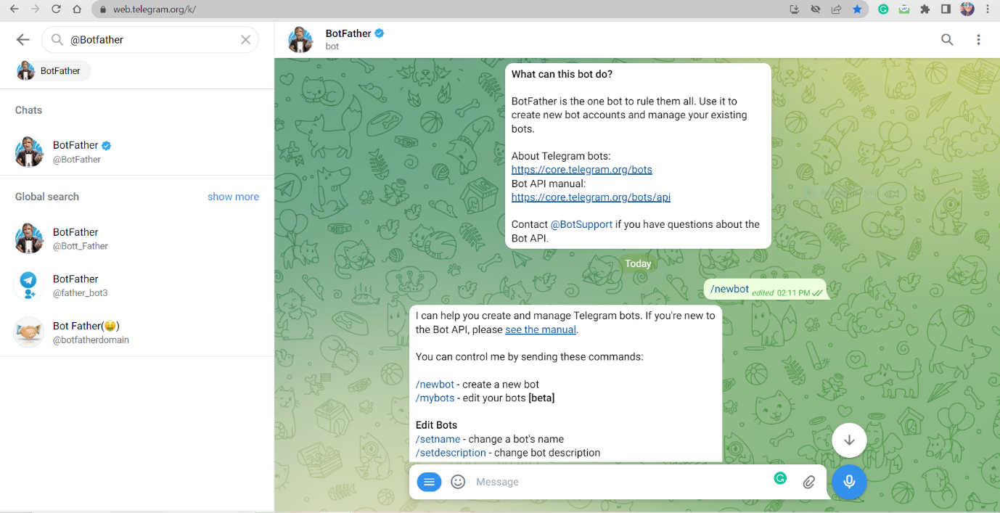 web.telegram.org/k/
@Botfather
BotFather
Chats
BotFather
@BotFather
Global search show more
BotFather
@Bott_Father
BotFather
@father_bot3
Bot Father(🤑)
@botfatherdomain
BotFather
bot
What can this bot do?
BotFather is the one bot to rule them all. Use it to
create new bot accounts and manage your existing
bots.
About Telegram bots:
https://core.telegram.org/bots
Bot API manual:
https://core.telegram.org/bots/api
Contact @BotSupport if you have questions about the
Bot API.
Today
/newbot edited 02:11 PM
I can help you create and manage Telegram bots. If you're new to
the Bot API, please see the manual.
You can control me by sending these commands:
/newbot - create a new bot
/mybots - edit your bots [beta]
Edit Bots
/setname - change a bot's name
/setdescription - change bot description
Message